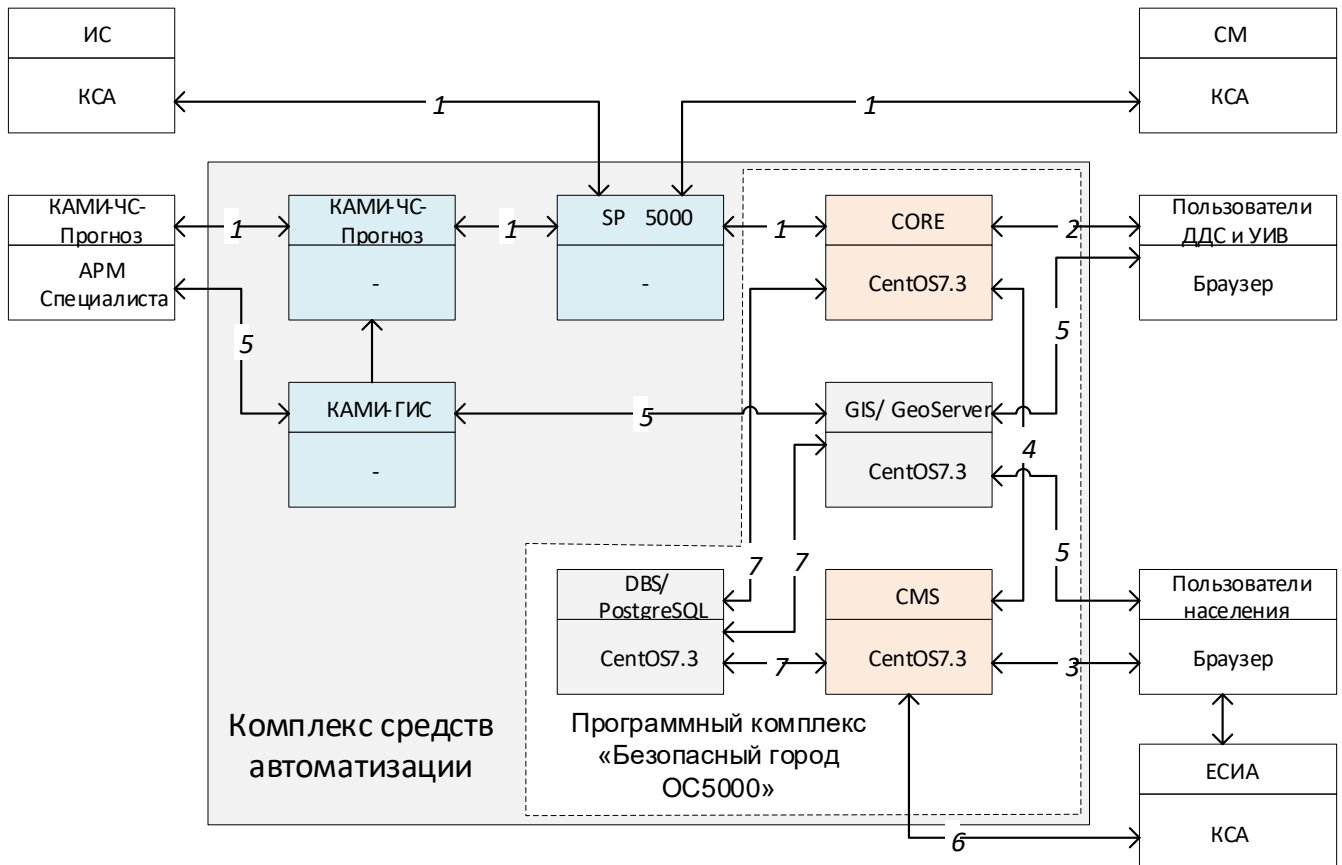 ИС
СМ
КСА
КСА
1
1
КАМИ-ЧС-
Прогноз
АРМ
Специалиста
1
КАМИ-ЧС-
Прогноз
-
1
SP 5000
-
1
CORE
CentOS7.3
2
Пользователи
ДДС и УИВ
Браузер
5
5
КАМИ-ГИС
-
5
GIS/ GeoServer
CentOS7.3
4
5
7
7
DBS/
PostgreSQL
CentOS7.3
7
CMS
CentOS7.3
3
Пользователи
населения
Браузер
Комплекс средств
автоматизации
Программный комплекс
«Безопасный город
ОС5000»
6
ЕСИА
КСА